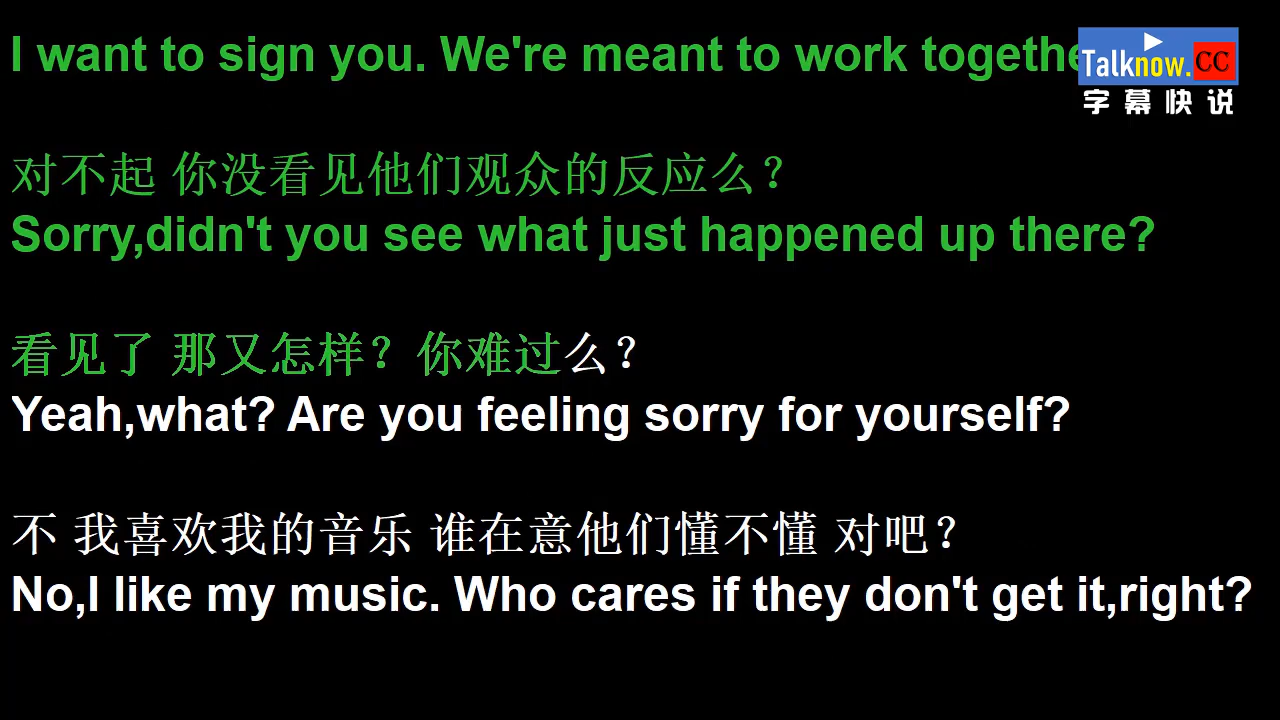 I want to sign you. We're meant to work togethe
Talknow.CC
字幕快说
对不起 你没看见他们观众的反应么？
Sorry,didn't you see what just happened up there?
看见了 那又怎样？你难过么？
Yeah,what? Are you feeling sorry for yourself?
不 我喜欢我的音乐 谁在意他们懂不懂 对吧？
No,I like my music. Who cares if they don't get it,right?